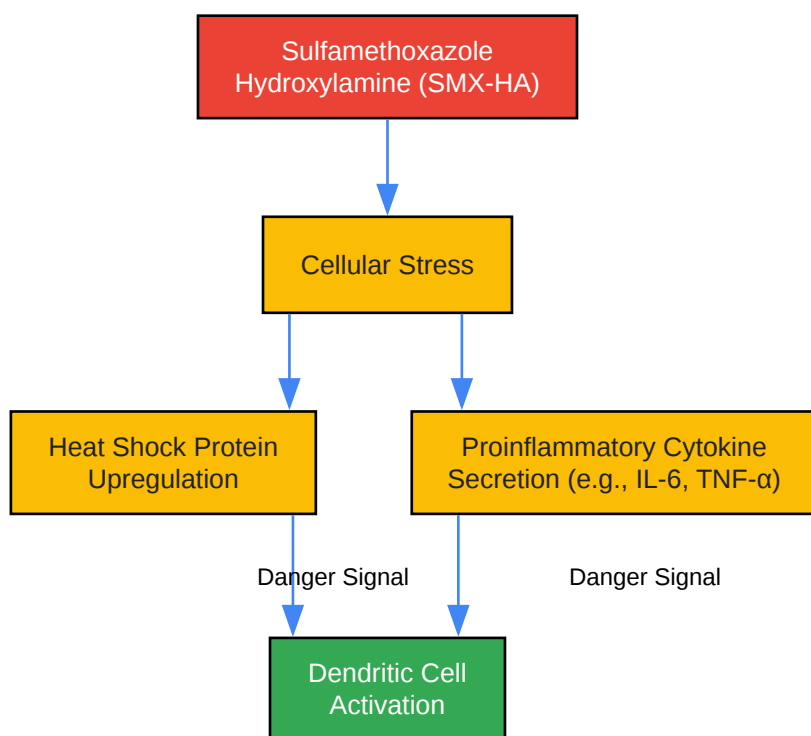 Sulfamethoxazole
Hydroxylamine (SMX-HA)
Cellular Stress
Heat Shock Protein
Upregulation
Proinflammatory Cytokine
Secretion (e.g., IL-6, TNF-α)
Danger Signal
Danger Signal
Dendritic Cell
Activation